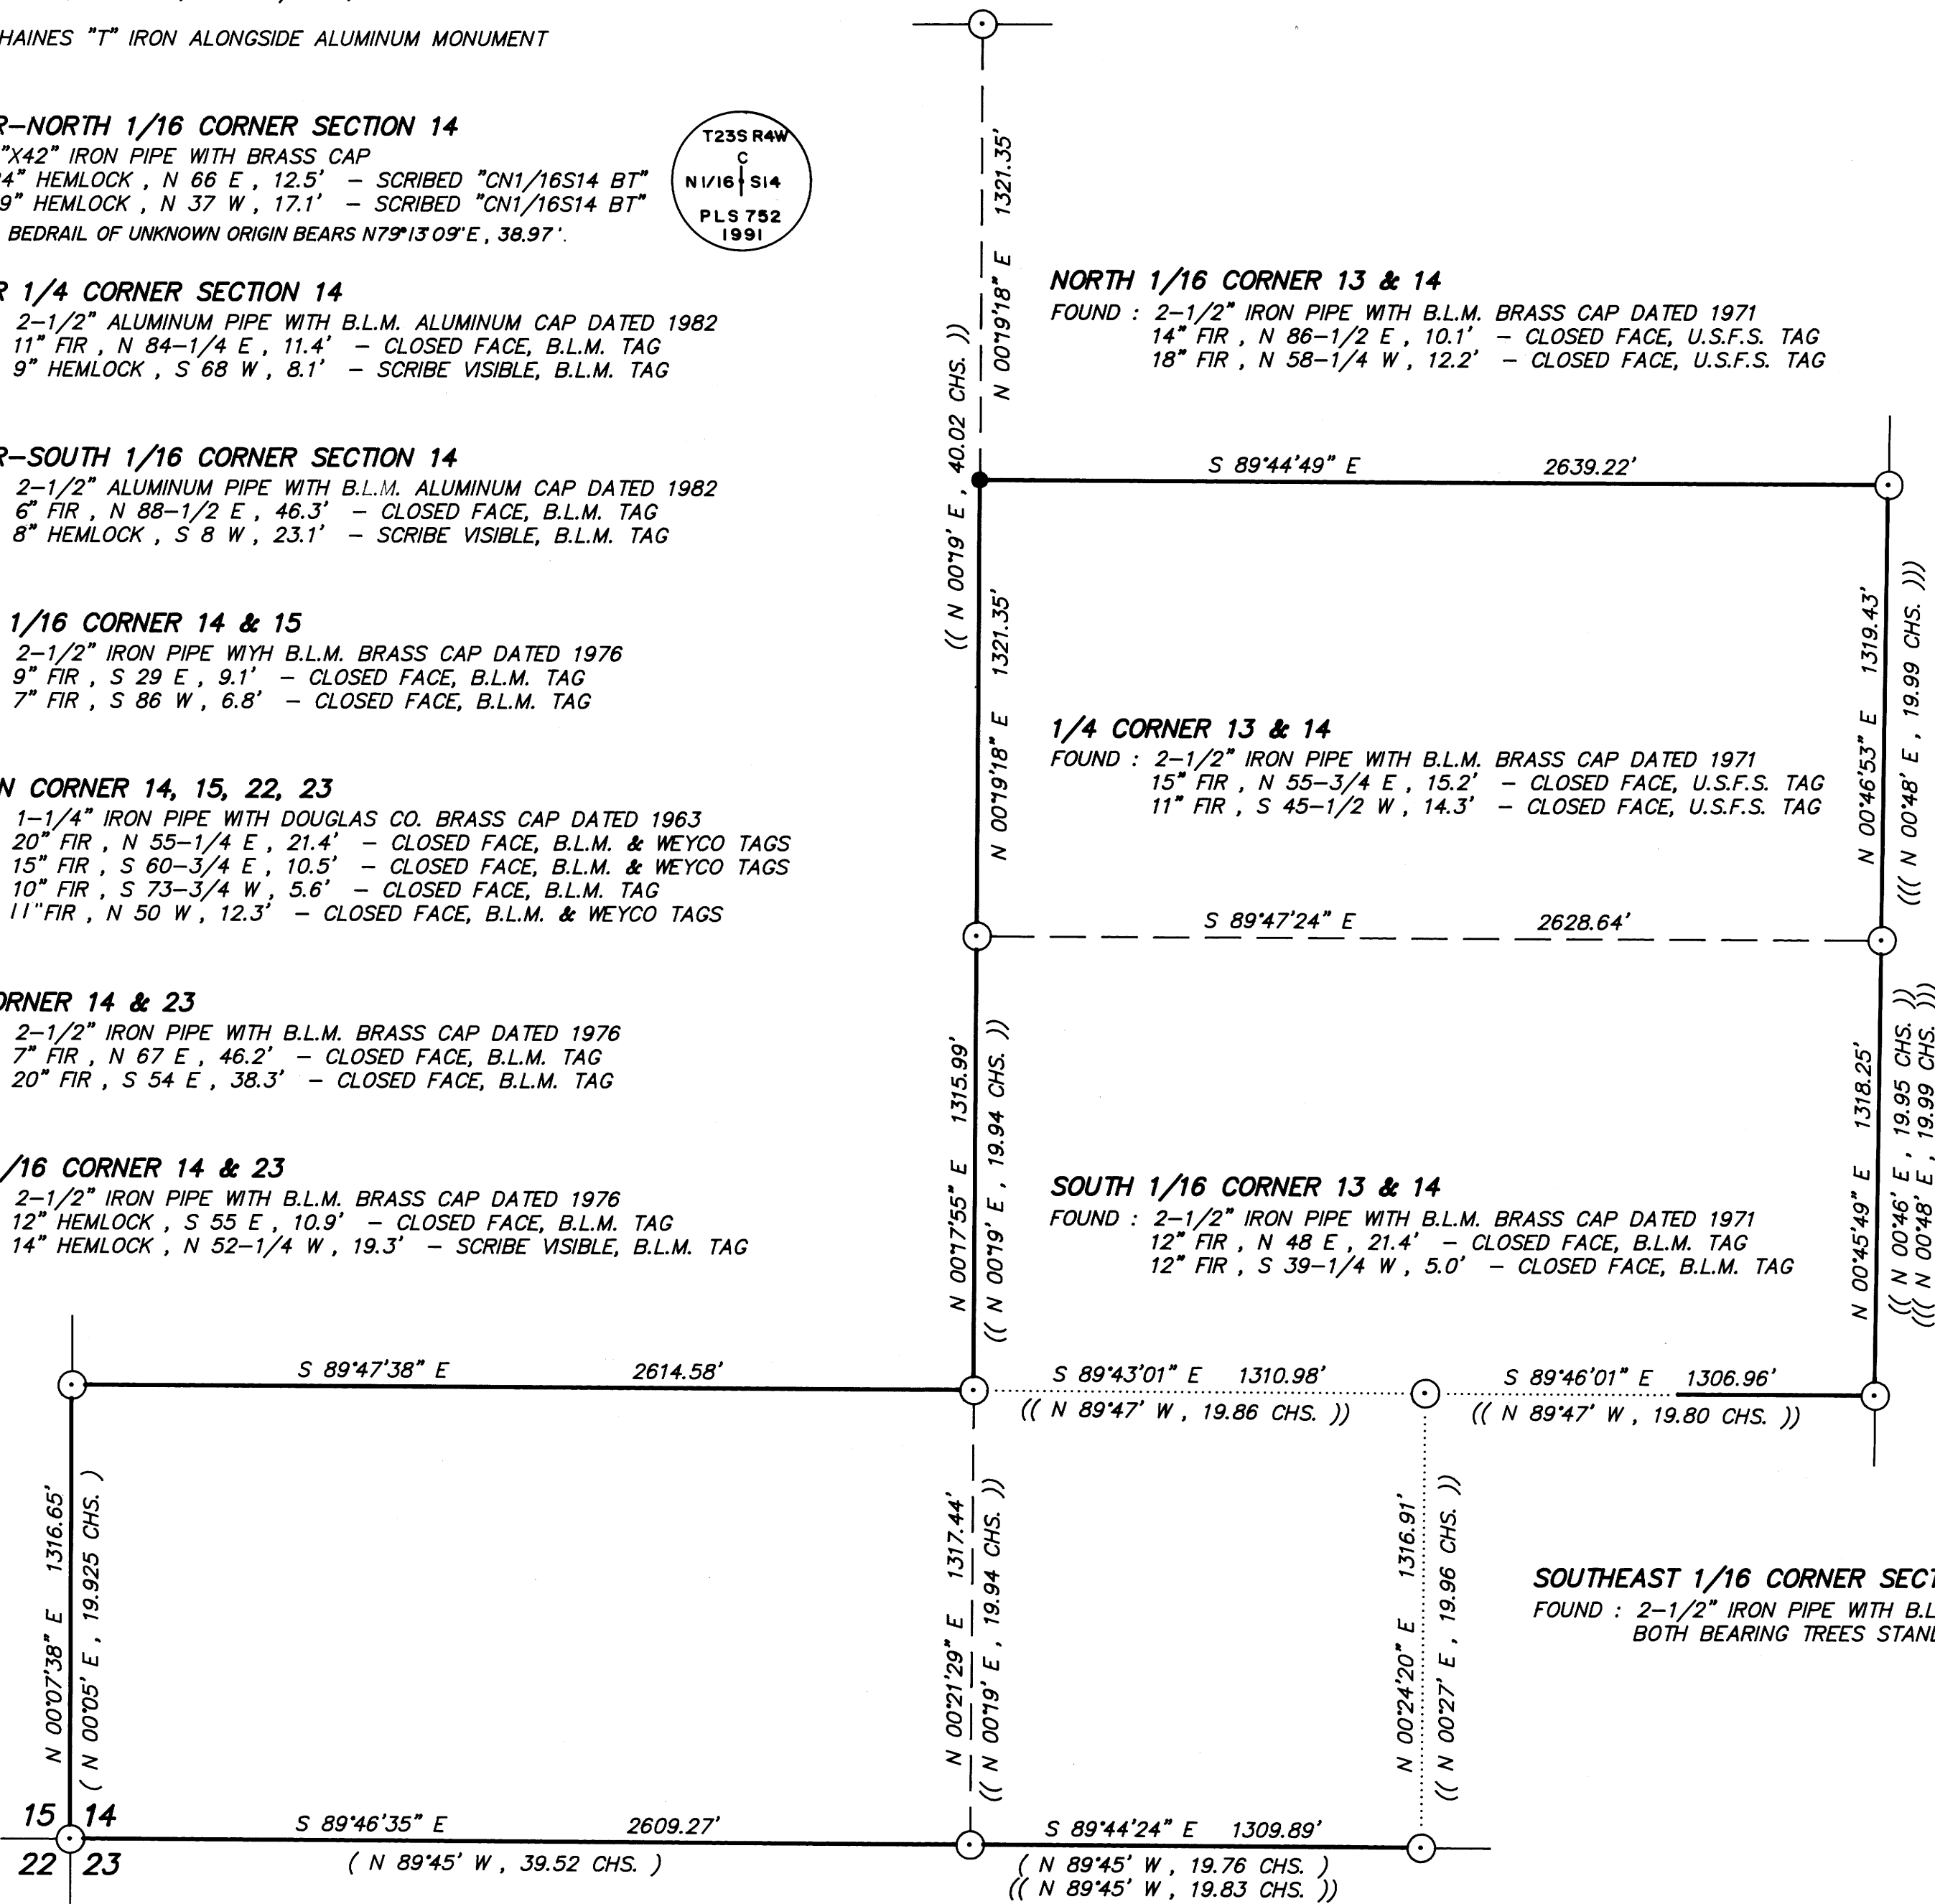 HAINES "T" IRON ALONGSIDE ALUMINUM MONUMENT
R–NORTH 1/16 CORNER SECTION 14
"X42" IRON PIPE WITH BRASS CAP
4" HEMLOCK , N 66 E , 12.5' – SCRIBED "CN1/16S14 BT"
9" HEMLOCK , N 37 W , 17.1' – SCRIBED "CN1/16S14 BT"
BEDRAIL OF UNKNOWN ORIGIN BEARS N79°13'09"E , 38.97'.
T23S R4W
C
N 1/16 S14
PLS 752
1991
R 1/4 CORNER SECTION 14
2–1/2" ALUMINUM PIPE WITH B.L.M. ALUMINUM CAP DATED 1982
11" FIR , N 84–1/4 E , 11.4' – CLOSED FACE, B.L.M. TAG
9" HEMLOCK , S 68 W , 8.1' – SCRIBE VISIBLE, B.L.M. TAG
R–SOUTH 1/16 CORNER SECTION 14
2–1/2" ALUMINUM PIPE WITH B.L.M. ALUMINUM CAP DATED 1982
6" FIR , N 88–1/2 E , 46.3' – CLOSED FACE, B.L.M. TAG
8" HEMLOCK , S 8 W , 23.1' – SCRIBE VISIBLE, B.L.M. TAG
1/16 CORNER 14 & 15
2–1/2" IRON PIPE WIYH B.L.M. BRASS CAP DATED 1976
9" FIR , S 29 E , 9.1' – CLOSED FACE, B.L.M. TAG
7" FIR , S 86 W , 6.8' – CLOSED FACE, B.L.M. TAG
N CORNER 14, 15, 22, 23
1–1/4" IRON PIPE WITH DOUGLAS CO. BRASS CAP DATED 1963
20" FIR , N 55–1/4 E , 21.4' – CLOSED FACE, B.L.M. & WEYCO TAGS
15" FIR , S 60–3/4 E , 10.5' – CLOSED FACE, B.L.M. & WEYCO TAGS
10" FIR , S 73–3/4 W , 5.6' – CLOSED FACE, B.L.M. TAG
11" FIR , N 50 W , 12.3' – CLOSED FACE, B.L.M. & WEYCO TAGS
ORNER 14 & 23
2–1/2" IRON PIPE WITH B.L.M. BRASS CAP DATED 1976
7" FIR , N 67 E , 46.2' – CLOSED FACE, B.L.M. TAG
20" FIR , S 54 E , 38.3' – CLOSED FACE, B.L.M. TAG
/16 CORNER 14 & 23
2–1/2" IRON PIPE WITH B.L.M. BRASS CAP DATED 1976
12" HEMLOCK , S 55 E , 10.9' – CLOSED FACE, B.L.M. TAG
14" HEMLOCK , N 52–1/4 W , 19.3' – SCRIBE VISIBLE, B.L.M. TAG
N 00°19'18" E 1321.35'
(( N 00°19' E , 40.02 CHS. ))
NORTH 1/16 CORNER 13 & 14
FOUND : 2–1/2" IRON PIPE WITH B.L.M. BRASS CAP DATED 1971
14" FIR , N 86–1/2 E , 10.1' – CLOSED FACE, U.S.F.S. TAG
18" FIR , N 58–1/4 W , 12.2' – CLOSED FACE, U.S.F.S. TAG
S 89°44'49" E 2639.22'
N 00°19'18" E 1321.35'
N 00°46'53" E 1319.43'
((( N 00°48' E , 19.99 CHS. )))
1/4 CORNER 13 & 14
FOUND : 2–1/2" IRON PIPE WITH B.L.M. BRASS CAP DATED 1971
15" FIR , N 55–3/4 E , 15.2' – CLOSED FACE, U.S.F.S. TAG
11" FIR , S 45–1/2 W , 14.3' – CLOSED FACE, U.S.F.S. TAG
S 89°47'24" E 2628.64'
N 00°17'55" E 1315.99'
(( N 00°19' E , 19.94 CHS. ))
N 00°45'49" E 1318.25'
(( N 00°46' E , 19.95 CHS. ))
((( N 00°48' E , 19.99 CHS. )))
SOUTH 1/16 CORNER 13 & 14
FOUND : 2–1/2" IRON PIPE WITH B.L.M. BRASS CAP DATED 1971
12" FIR , N 48 E , 21.4' – CLOSED FACE, B.L.M. TAG
12" FIR , S 39–1/4 W , 5.0' – CLOSED FACE, B.L.M. TAG
S 89°47'38" E 2614.58'
S 89°43'01" E 1310.98'
(( N 89°47' W , 19.86 CHS. ))
S 89°46'01" E 1306.96'
(( N 89°47' W , 19.80 CHS. ))
N 00°07'38" E 1316.65'
( N 00°05' E , 19.925 CHS. )
N 00°21'29" E 1317.44'
(( N 00°19' E , 19.94 CHS. ))
N 00°24'20" E 1316.91'
(( N 00°27' E , 19.96 CHS. ))
SOUTHEAST 1/16 CORNER SECT
FOUND : 2–1/2" IRON PIPE WITH B.L
BOTH BEARING TREES STAND
15 14
22 23
S 89°46'35" E 2609.27'
( N 89°45' W , 39.52 CHS. )
S 89°44'24" E 1309.89'
( N 89°45' W , 19.76 CHS. )
(( N 89°45' W , 19.83 CHS. ))